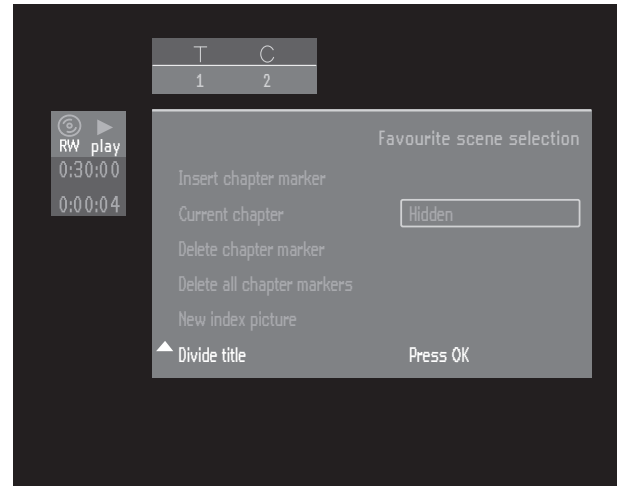 T C
1 2
RW play
0:30:00
0:00:04
Favourite scene selection
Insert chapter marker
Current chapter Hidden
Delete chapter marker
Delete all chapter markers
New index picture
Divide title Press OK